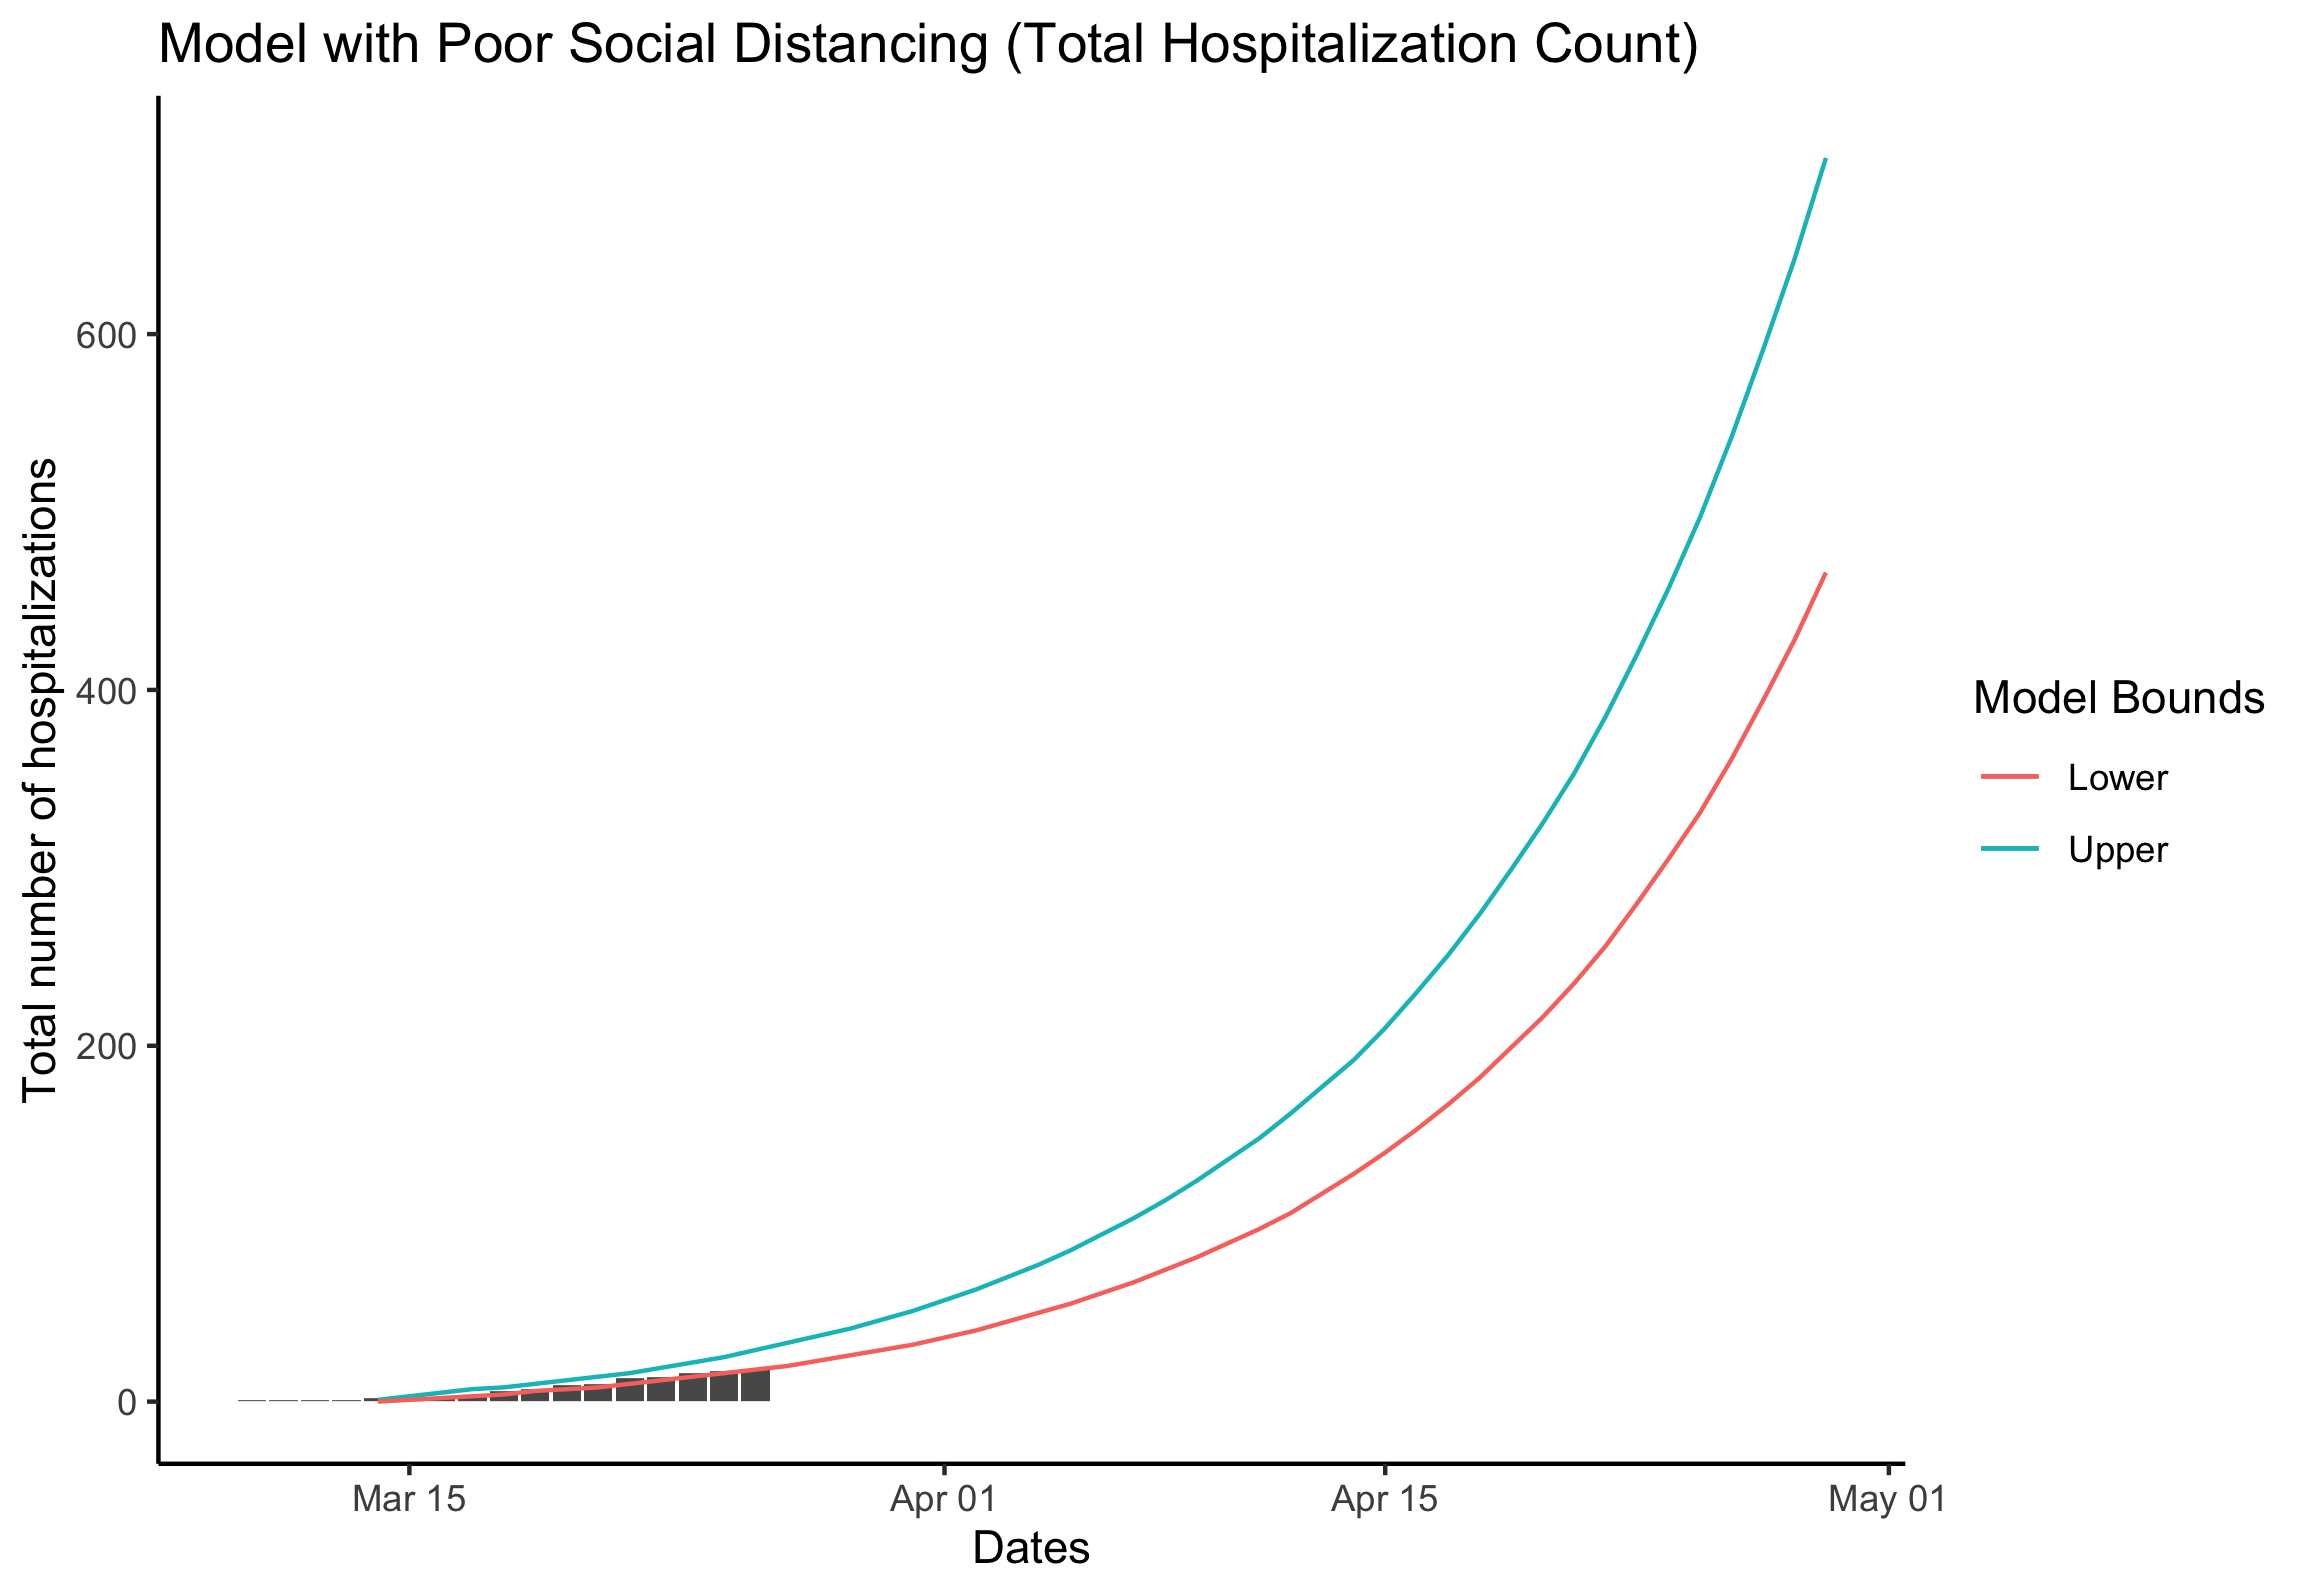 Model with Poor Social Distancing (Total Hospitalization Count)
Total number of hospitalizations
600
400
200
0
Mar 15
Apr 01
Apr 15
May 01
Dates
Model Bounds
Lower
Upper